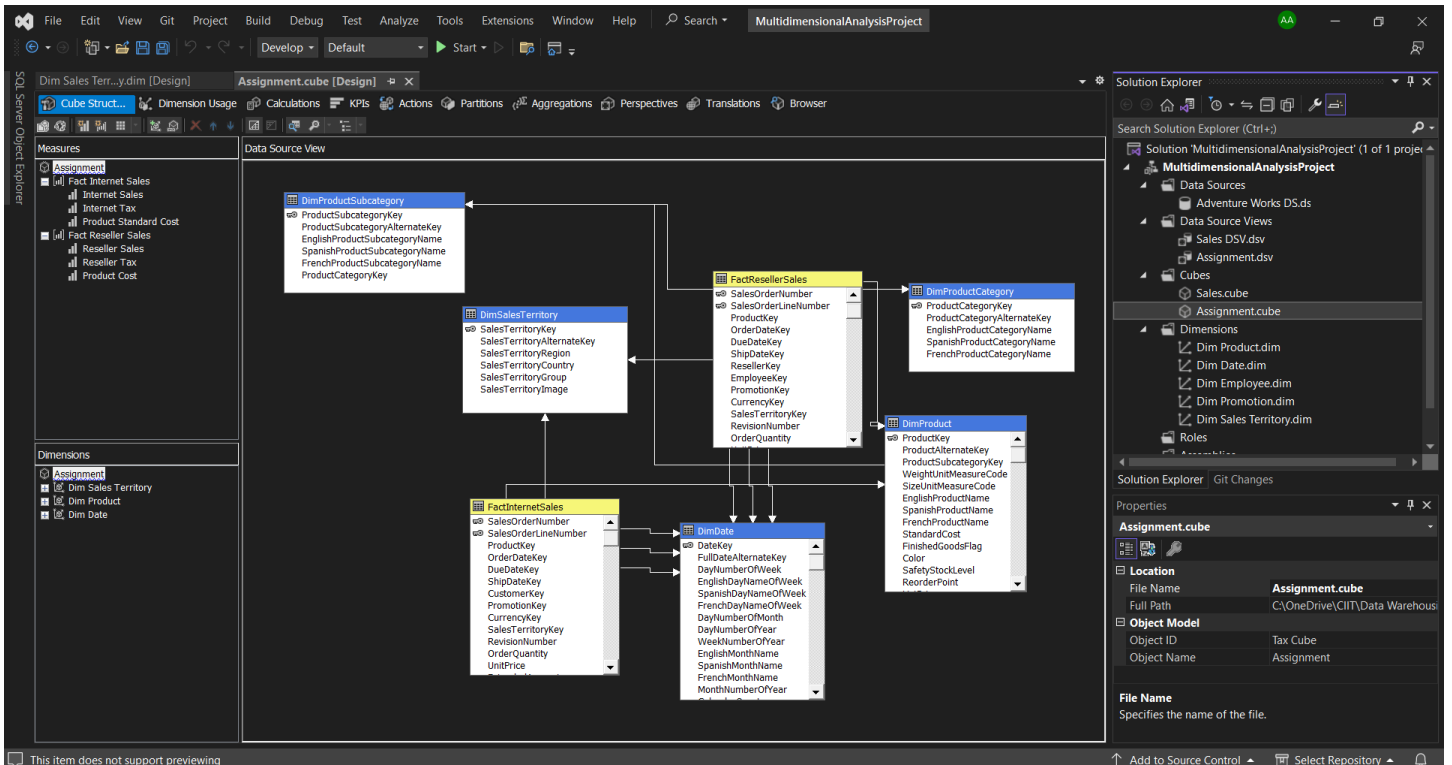 File Edit View Git Project Build Debug Test Analyze Tools Extensions Window Help Search MultidimensionalAnalysisProject AA
Develop Default Start
SQL Server Object Explorer
Dim Sales Terr...y.dim [Design] Assignment.cube [Design]
Cube Struct... Dimension Usage Calculations KPIs Actions Partitions Aggregations Perspectives Translations Browser
Measures
Assignment
Fact Internet Sales
Internet Sales
Internet Tax
Product Standard Cost
Fact Reseller Sales
Reseller Sales
Reseller Tax
Product Cost
Dimensions
Assignment
Dim Sales Territory
Dim Product
Dim Date
Data Source View
DimProductSubcategory
ProductSubcategoryKey
ProductSubcategoryAlternateKey
EnglishProductSubcategoryName
SpanishProductSubcategoryName
FrenchProductSubcategoryName
ProductCategoryKey
DimSalesTerritory
SalesTerritoryKey
SalesTerritoryAlternateKey
SalesTerritoryRegion
SalesTerritoryCountry
SalesTerritoryGroup
SalesTerritoryImage
FactResellerSales
SalesOrderNumber
SalesOrderLineNumber
ProductKey
OrderDateKey
DueDateKey
ShipDateKey
ResellerKey
EmployeeKey
PromotionKey
CurrencyKey
SalesTerritoryKey
RevisionNumber
OrderQuantity
DimProductCategory
ProductCategoryKey
ProductCategoryAlternateKey
EnglishProductCategoryName
SpanishProductCategoryName
FrenchProductCategoryName
DimProduct
ProductKey
ProductAlternateKey
ProductSubcategoryKey
WeightUnitMeasureCode
SizeUnitMeasureCode
EnglishProductName
SpanishProductName
FrenchProductName
StandardCost
FinishedGoodsFlag
Color
SafetyStockLevel
ReorderPoint
FactInternetSales
SalesOrderNumber
SalesOrderLineNumber
ProductKey
OrderDateKey
DueDateKey
ShipDateKey
CustomerKey
PromotionKey
CurrencyKey
SalesTerritoryKey
RevisionNumber
OrderQuantity
UnitPrice
DimDate
DateKey
FullDateAlternateKey
DayNumberOfWeek
EnglishDayNameOfWeek
SpanishDayNameOfWeek
FrenchDayNameOfWeek
DayNumberOfMonth
DayNumberOfYear
WeekNumberOfYear
EnglishMonthName
SpanishMonthName
FrenchMonthName
MonthNumberOfYear
Solution Explorer
Search Solution Explorer (Ctrl+;)
Solution 'MultidimensionalAnalysisProject' (1 of 1 projec
MultidimensionalAnalysisProject
Data Sources
Adventure Works DS.ds
Data Source Views
Sales DSV.dsv
Assignment.dsv
Cubes
Sales.cube
Assignment.cube
Dimensions
Dim Product.dim
Dim Date.dim
Dim Employee.dim
Dim Promotion.dim
Dim Sales Territory.dim
Roles
Solution Explorer Git Changes
Properties
Assignment.cube
Location
File Name Assignment.cube
Full Path C:\OneDrive\CIIT\Data Warehousi
Object Model
Object ID Tax Cube
Object Name Assignment
File Name
Specifies the name of the file.
This item does not support previewing Add to Source Control Select Repository